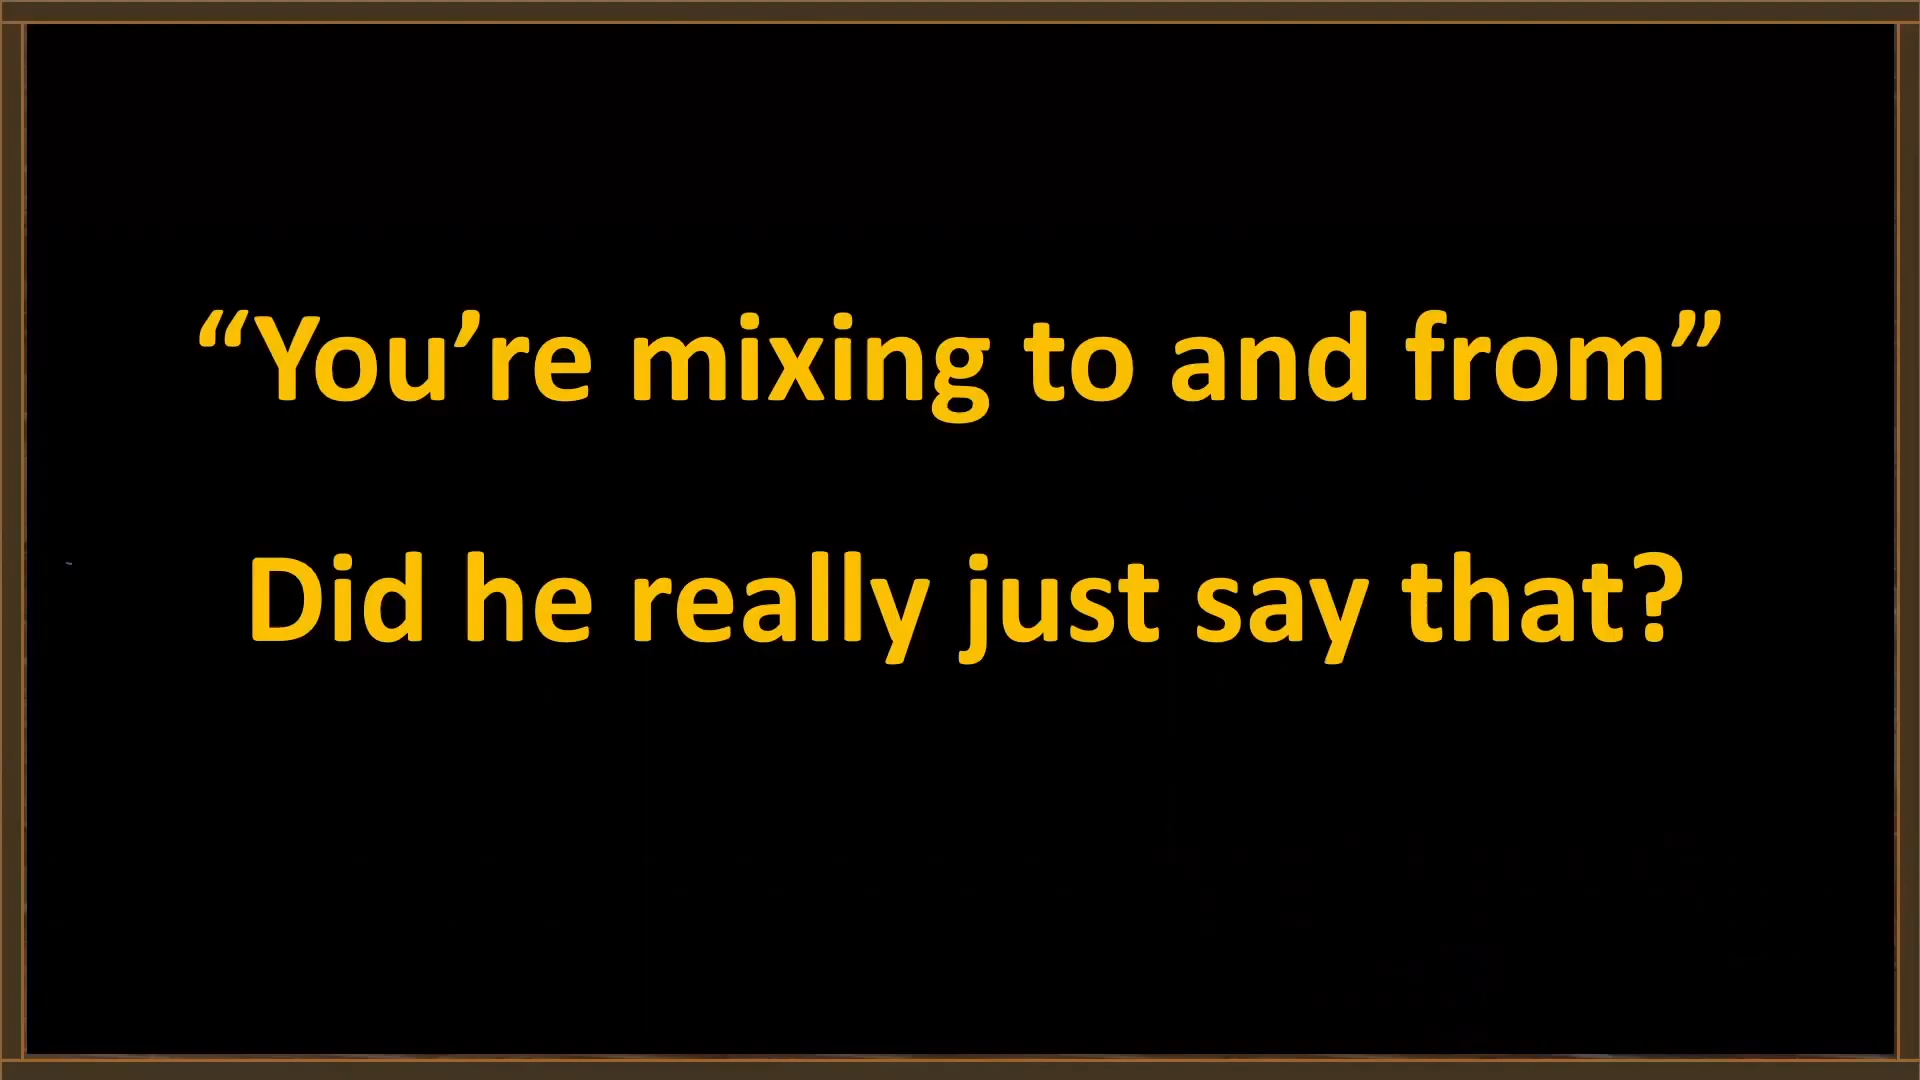 “You’re mixing to and from”
Did he really just say that?